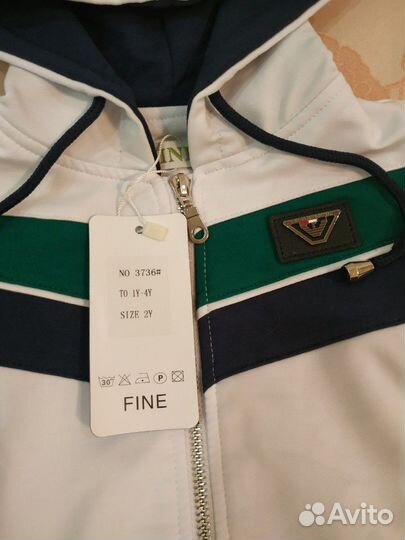 NO 3736#
TO 1Y-4Y
SIZE 2Y
30°
P
FINE
Avito